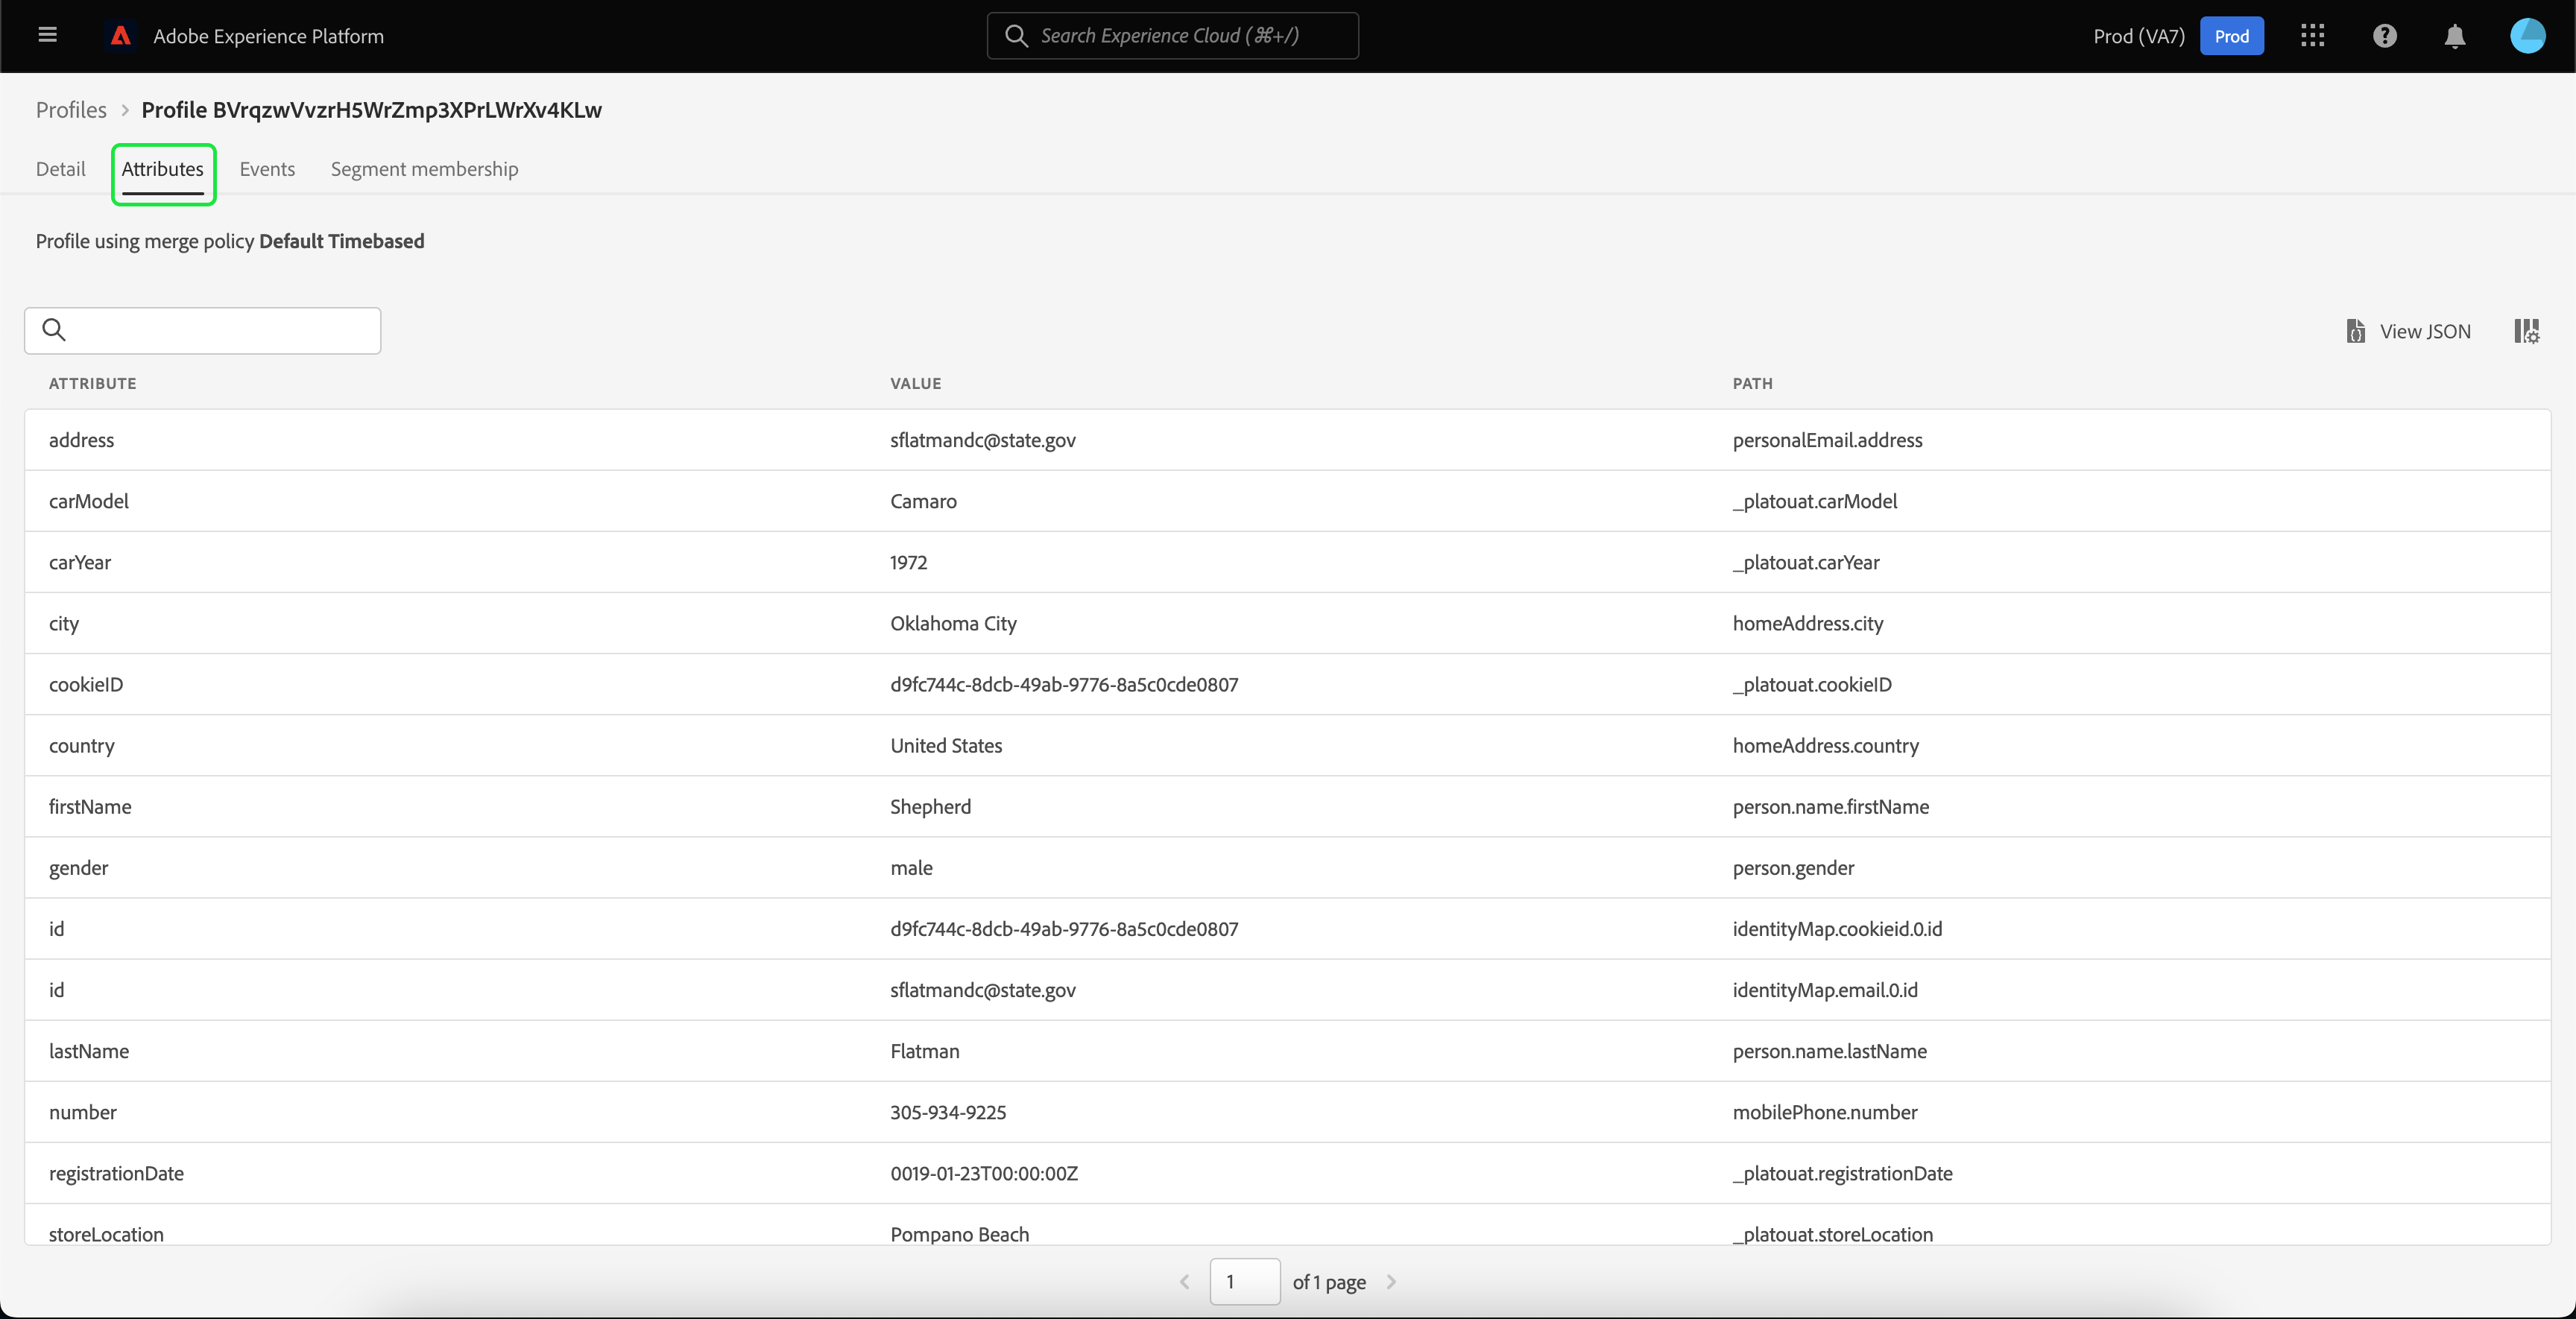 Adobe Experience Platform
Search Experience Cloud (⌘+/)
Prod (VA7)
Prod
Profiles > Profile BVrqzwVvzrH5WrZmp3XPrLWrXv4KLw
Detail Attributes Events Segment membership
Profile using merge policy Default Timebased
View JSON
ATTRIBUTE VALUE PATH
address sflatmandc@state.gov personalEmail.address
carModel Camaro _platouat.carModel
carYear 1972 _platouat.carYear
city Oklahoma City homeAddress.city
cookieID d9fc744c-8dcb-49ab-9776-8a5c0cde0807 _platouat.cookieID
country United States homeAddress.country
firstName Shepherd person.name.firstName
gender male person.gender
id d9fc744c-8dcb-49ab-9776-8a5c0cde0807 identityMap.cookieid.0.id
id sflatmandc@state.gov identityMap.email.0.id
lastName Flatman person.name.lastName
number 305-934-9225 mobilePhone.number
registrationDate 0019-01-23T00:00:00Z _platouat.registrationDate
storeLocation Pompano Beach _platouat.storeLocation
1 of 1 page